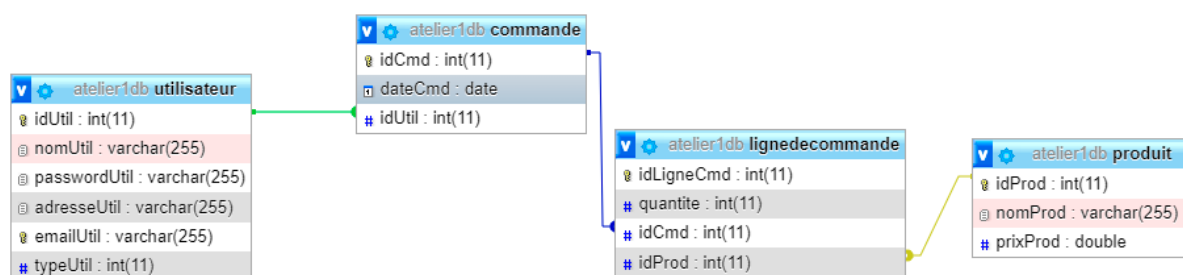 atelier1db utilisateur
idUtil : int(11)
nomUtil : varchar(255)
passwordUtil : varchar(255)
adresseUtil : varchar(255)
emailUtil : varchar(255)
typeUtil : int(11)
atelier1db commande
idCmd : int(11)
dateCmd : date
idUtil : int(11)
atelier1db lignedecommande
idLigneCmd : int(11)
quantite : int(11)
idCmd : int(11)
idProd : int(11)
atelier1db produit
idProd : int(11)
nomProd : varchar(255)
prixProd : double